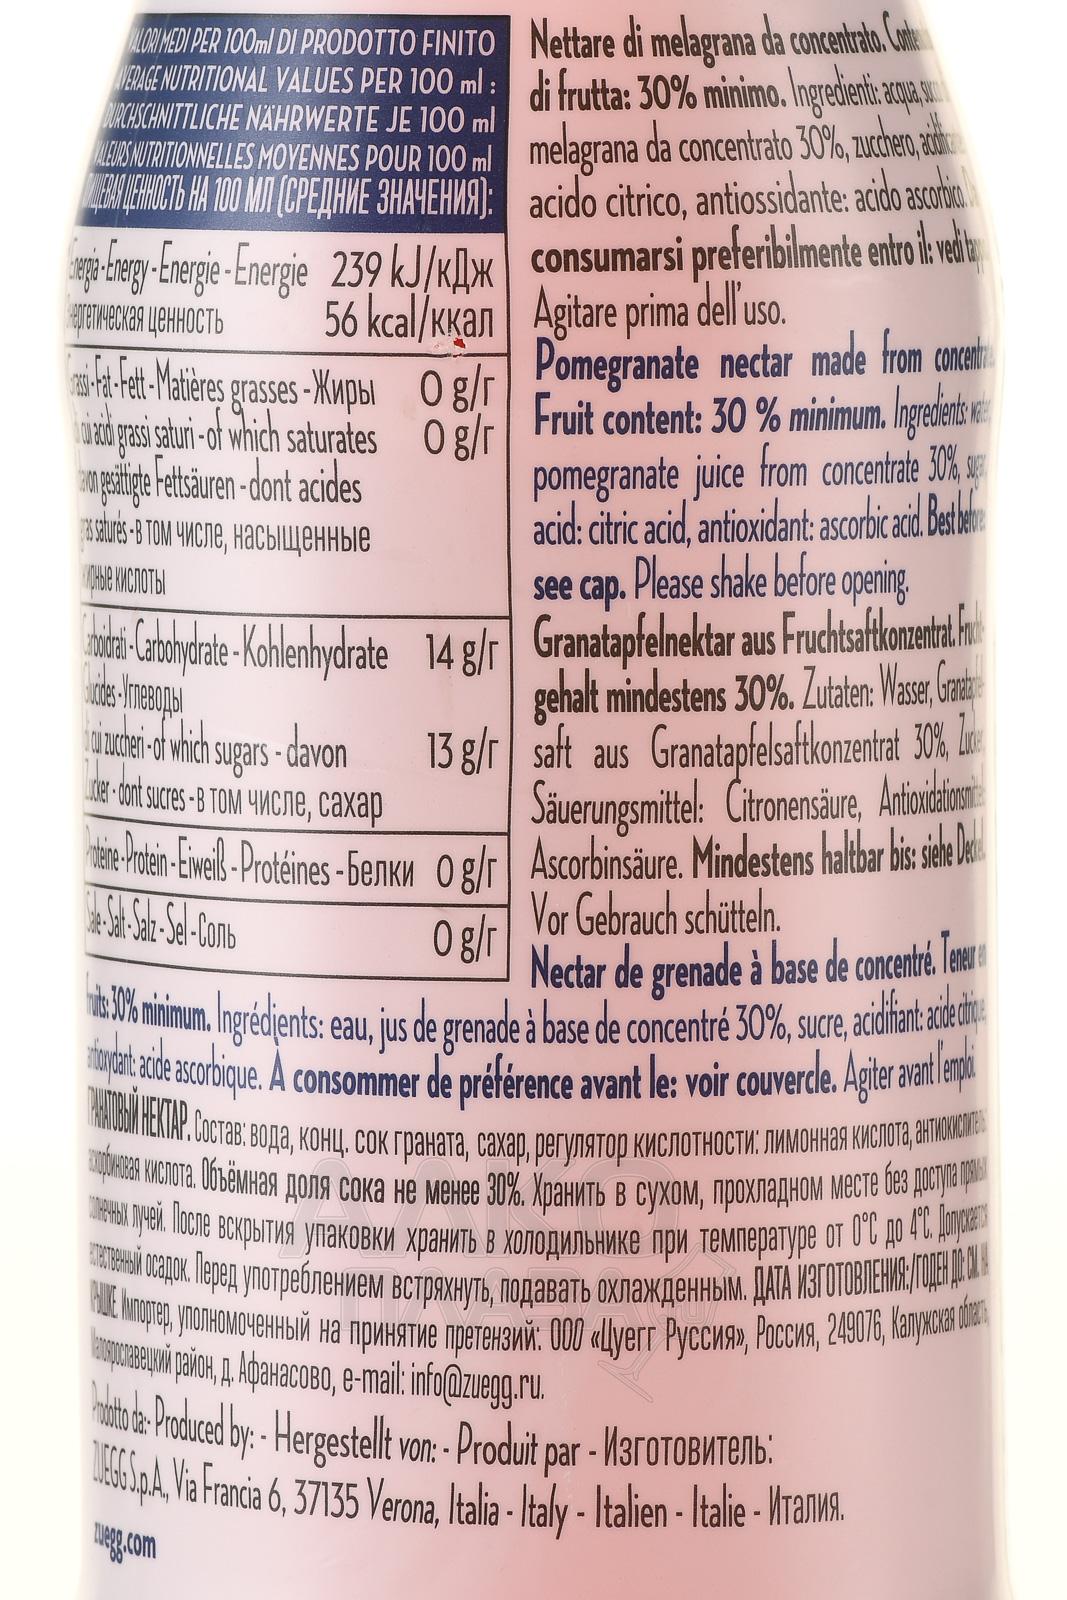 VALORI MEDI PER 100ml DI PRODOTTO FINITO
AVERAGE NUTRITIONAL VALUES PER 100 ml :
DURCHSCHNITTLICHE NÄHRWERTE JE 100 ml
VALEURS NUTRITIONNELLES MOYENNES POUR 100 ml
ПИЩЕВАЯ ЦЕННОСТЬ НА 100 МЛ (СРЕДНИЕ ЗНАЧЕНИЯ):
Energia - Energy - Energie - Energie 239 kJ/кДж
Энергетическая ценность 56 kcal/ккал
Grassi - Fat - Fett - Matières grasses - Жиры 0 g/г
di cui acidi grassi saturi - of which saturates 0 g/г
davon gesättigte Fettsäuren - dont acides
gras saturés - в том числе, насыщенные
жирные кислоты
Carboidrati - Carbohydrate - Kohlenhydrate 14 g/г
Glucides - Углеводы
di cui zuccheri - of which sugars - davon 13 g/г
Zucker - dont sucres - в том числе, сахар
Proteine - Protein - Eiweiß - Protéines - Белки 0 g/г
Sale - Salt - Salz - Sel - Соль 0 g/г
Nettare di melagrana da concentrato.
di frutta: 30% minimo. Ingredienti: acqua,
melagrana da concentrato 30%, zucchero,
acido citrico, antiossidante: acido ascorbico.
consumarsi preferibilmente entro il: vedi
Agitare prima dell'uso.
Pomegranate nectar made from concentrate.
Fruit content: 30 % minimum. Ingredients: water,
pomegranate juice from concentrate 30%, sugar,
acid: citric acid, antioxidant: ascorbic acid. Best before:
see cap. Please shake before opening.
Granatapfelnektar aus Fruchtsaftkonzentrat. Frucht-
gehalt mindestens 30%. Zutaten: Wasser, Granatapfel-
saft aus Granatapfelsaftkonzentrat 30%, Zucker,
Säuerungsmittel: Citronensäure, Antioxidationsmittel:
Ascorbinsäure. Mindestens haltbar bis: siehe Deckel.
Vor Gebrauch schütteln.
Nectar de grenade à base de concentré. Teneur en
fruits: 30% minimum. Ingrédients: eau, jus de grenade à base de concentré 30%, sucre, acidifiant: acide citrique,
antioxydant: acide ascorbique. À consommer de préférence avant le: voir couvercle. Agiter avant l'emploi.
ГРАНАТОВЫЙ НЕКТАР. Состав: вода, конц. сок граната, сахар, регулятор кислотности: лимонная кислота, антиокислитель:
аскорбиновая кислота. Объёмная доля сока не менее 30%. Хранить в сухом, прохладном месте без доступа прямых
солнечных лучей. После вскрытия упаковки хранить в холодильнике при температуре от 0°С до 4°С. Допускается
естественный осадок. Перед употреблением встряхнуть, подавать охлажденным. ДАТА ИЗГОТОВЛЕНИЯ:/ГОДЕН ДО: СМ. НА
КРЫШКЕ. Импортер, уполномоченный на принятие претензий: ООО «Цуегг Руссия», Россия, 249076, Калужская область,
Малоярославецкий район, д. Афанасово, e-mail: info@zuegg.ru.
Prodotto da: - Produced by: - Hergestellt von: - Produit par - Изготовитель:
ZUEGG S.p.A., Via Francia 6, 37135 Verona, Italia - Italy - Italien - Italie - Италия.
zuegg.com